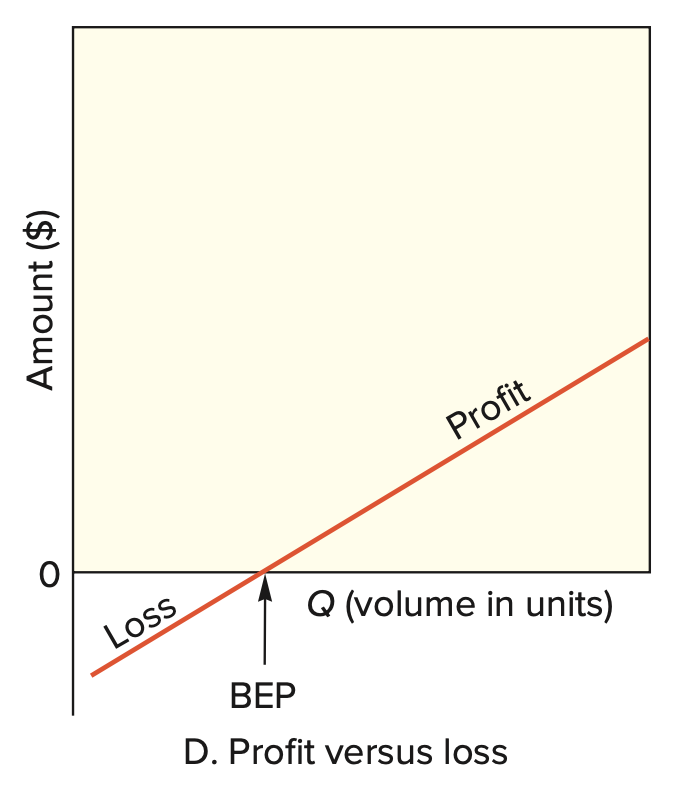 Amount ($)
Profit
0
Loss
Q (volume in units)
BEP
D. Profit versus loss